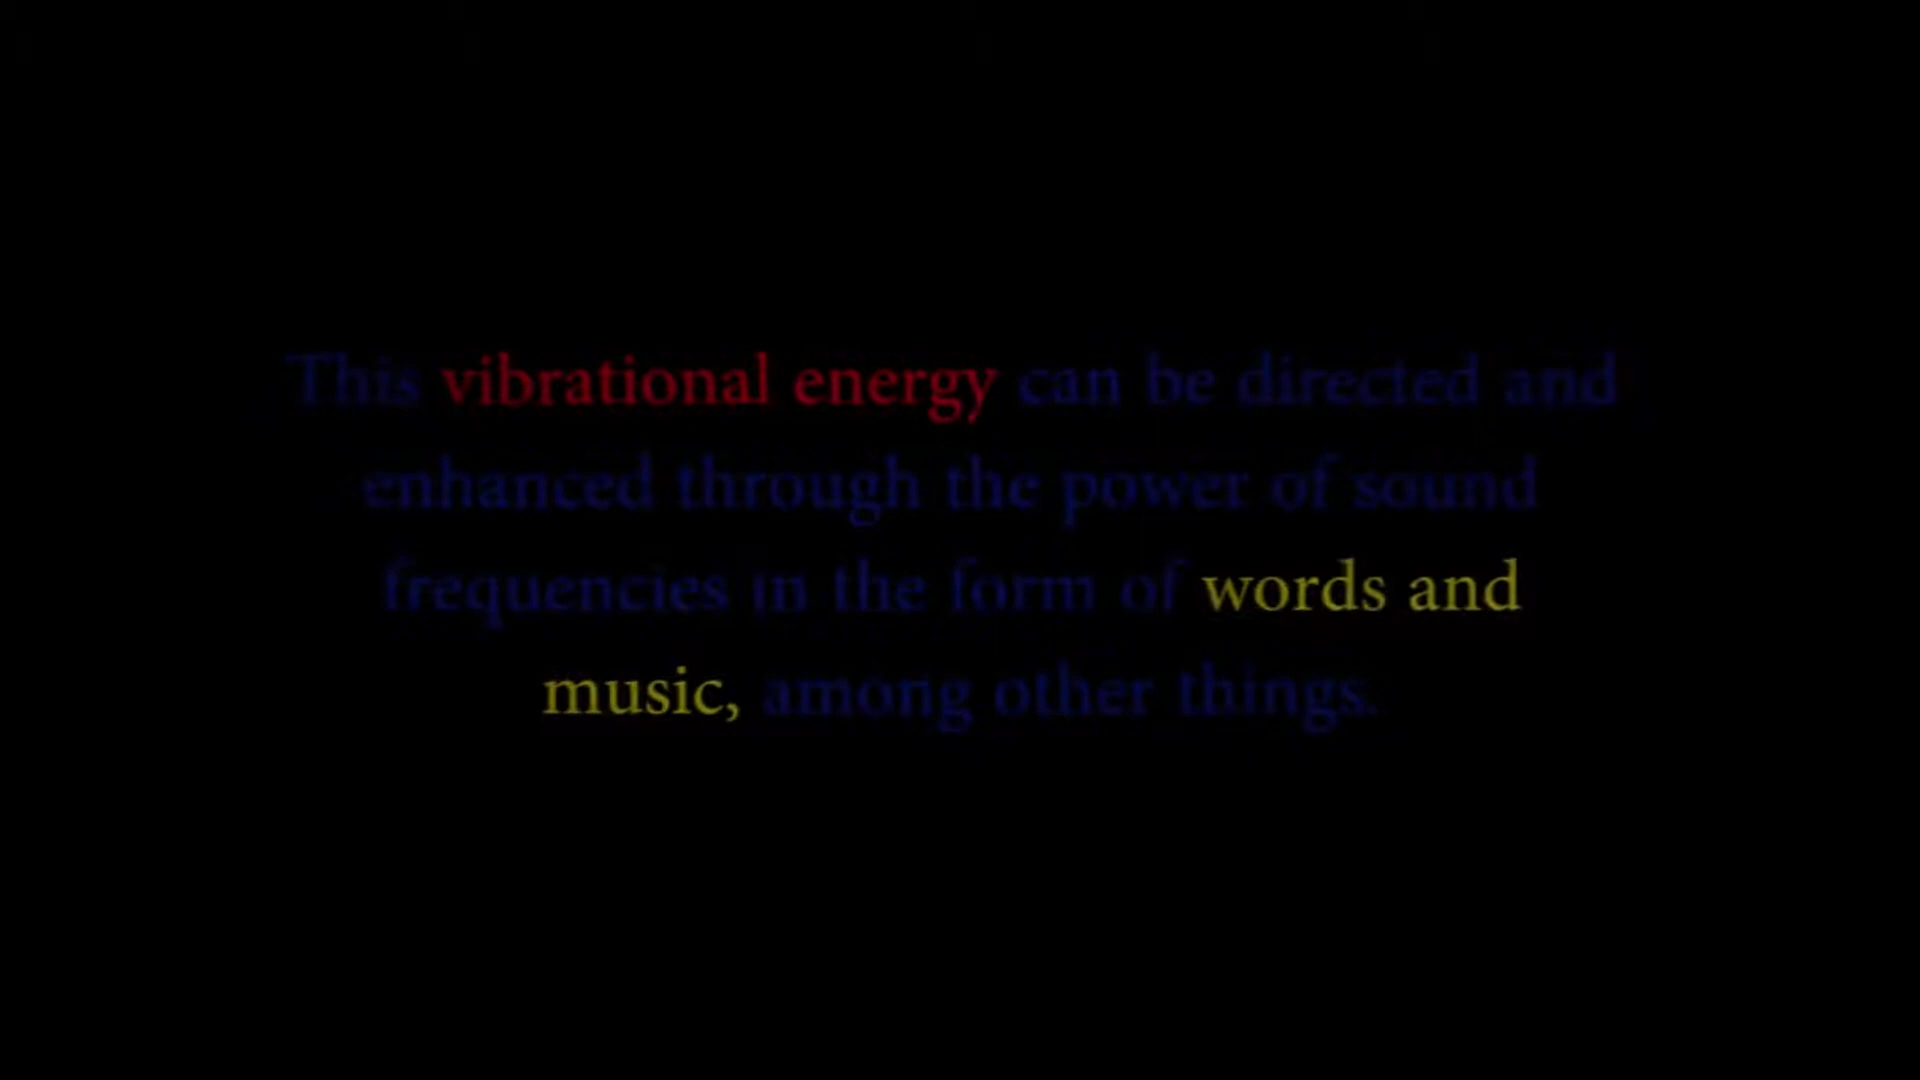 This vibrational energy can be directed and
enhanced through the power of sound
frequencies in the form of words and
music, among other things.